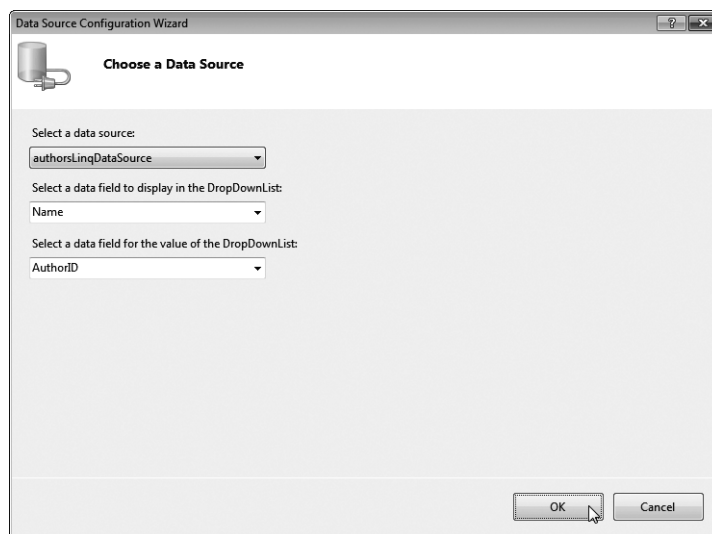 Data Source Configuration Wizard
?
Choose a Data Source
Select a data source:
authorsLinqDataSource
Select a data field to display in the DropDownList:
Name
Select a data field for the value of the DropDownList:
AuthorID
OK
Cancel